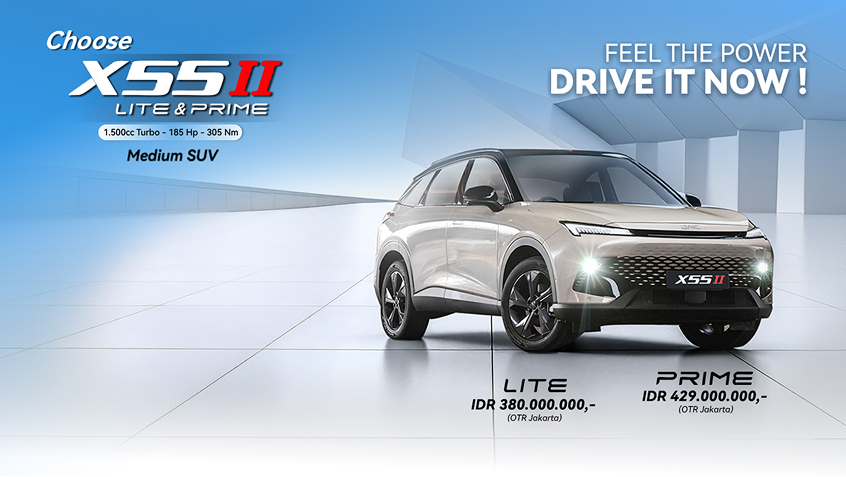 Choose
X55 II
LITE & PRIME
1.500cc Turbo - 185 Hp - 305 Nm
Medium SUV
FEEL THE POWER
DRIVE IT NOW !
X55 II
LITE
IDR 380.000.000,-
(OTR Jakarta)
PRIME
IDR 429.000.000,-
(OTR Jakarta)